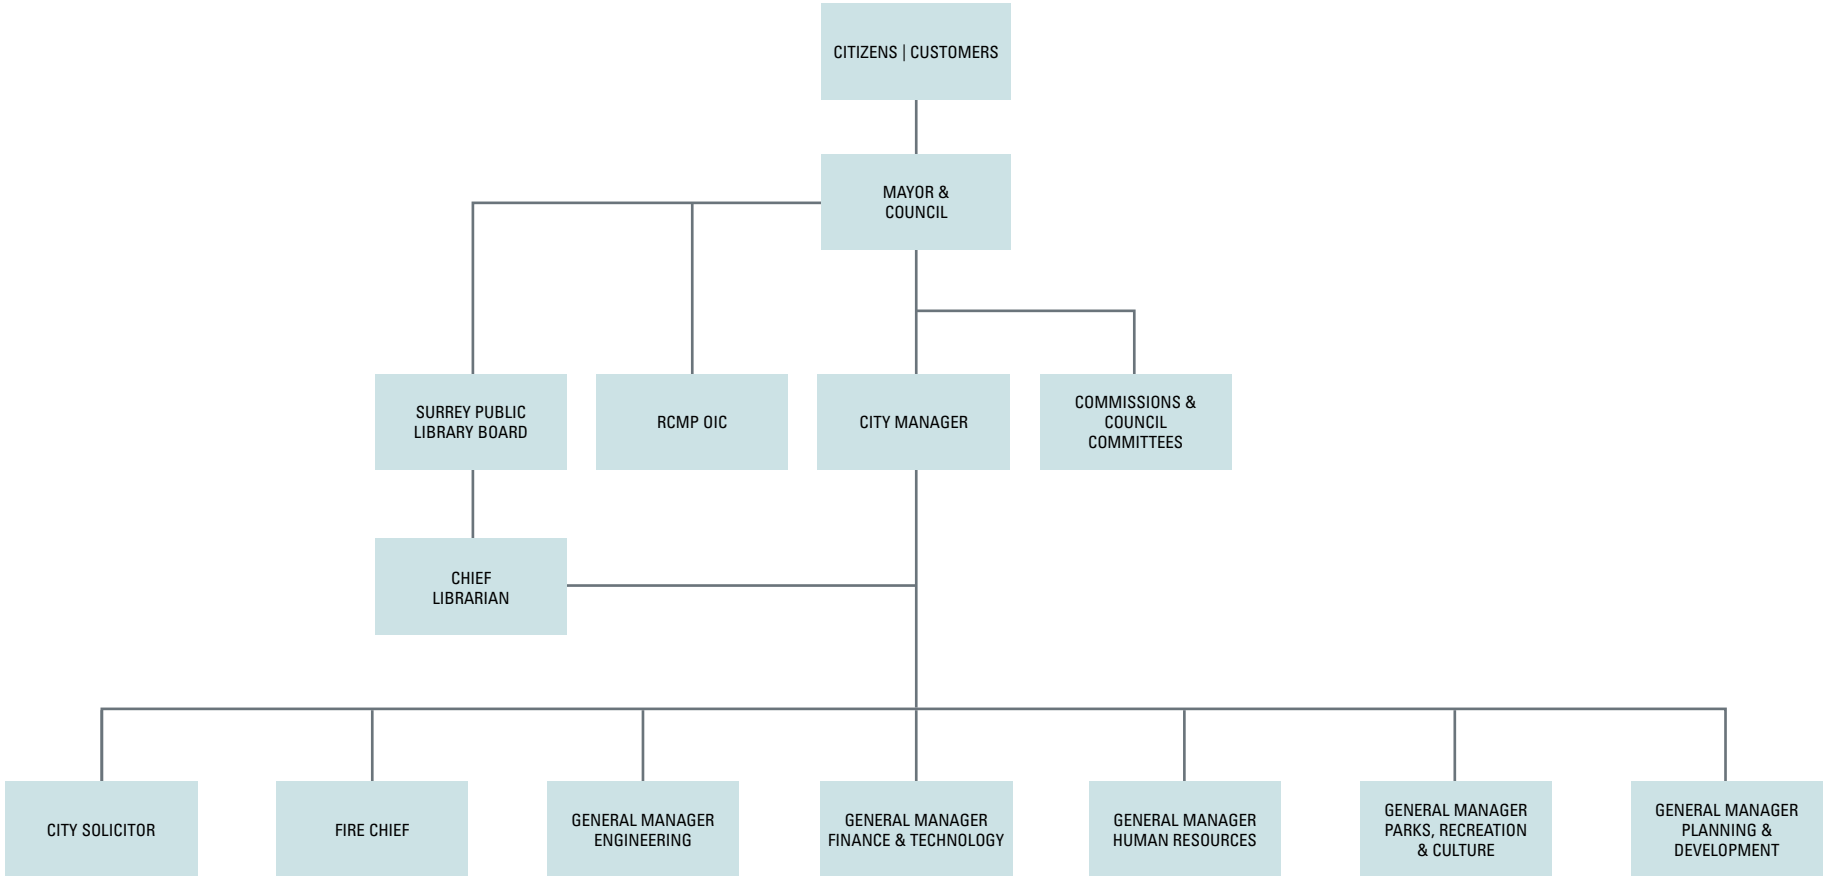 CITIZENS | CUSTOMERS
MAYOR &
COUNCIL
SURREY PUBLIC
LIBRARY BOARD
RCMP OIC
CITY MANAGER
COMMISSIONS &
COUNCIL
COMMITTEES
CHIEF
LIBRARIAN
CITY SOLICITOR
FIRE CHIEF
GENERAL MANAGER
ENGINEERING
GENERAL MANAGER
FINANCE & TECHNOLOGY
GENERAL MANAGER
HUMAN RESOURCES
GENERAL MANAGER
PARKS, RECREATION
& CULTURE
GENERAL MANAGER
PLANNING &
DEVELOPMENT